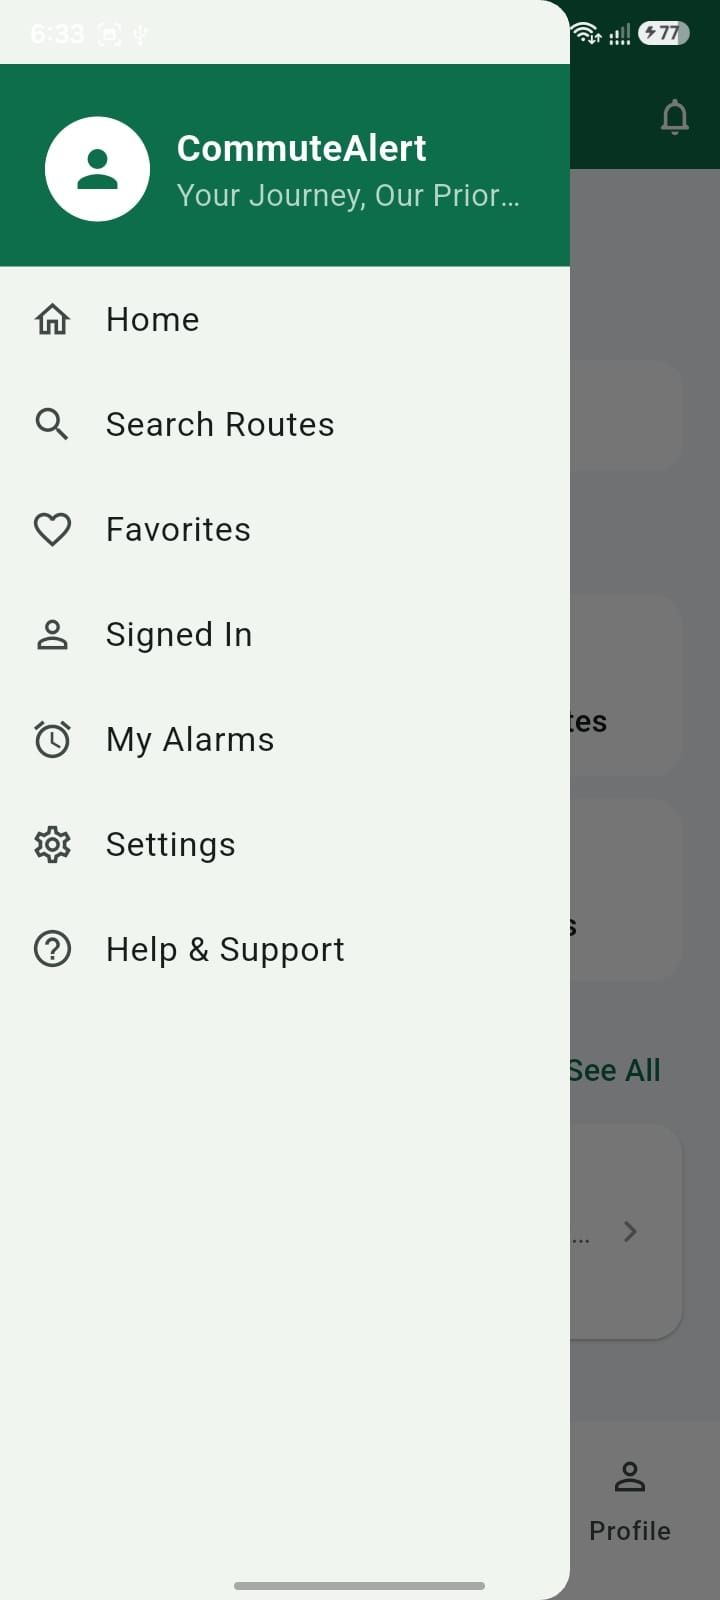 6:33
77
CommuteAlert
Your Journey, Our Prior...
Home
Search Routes
Favorites
Signed In
tes
My Alarms
Settings
s
Help & Support
See All
...
Profile